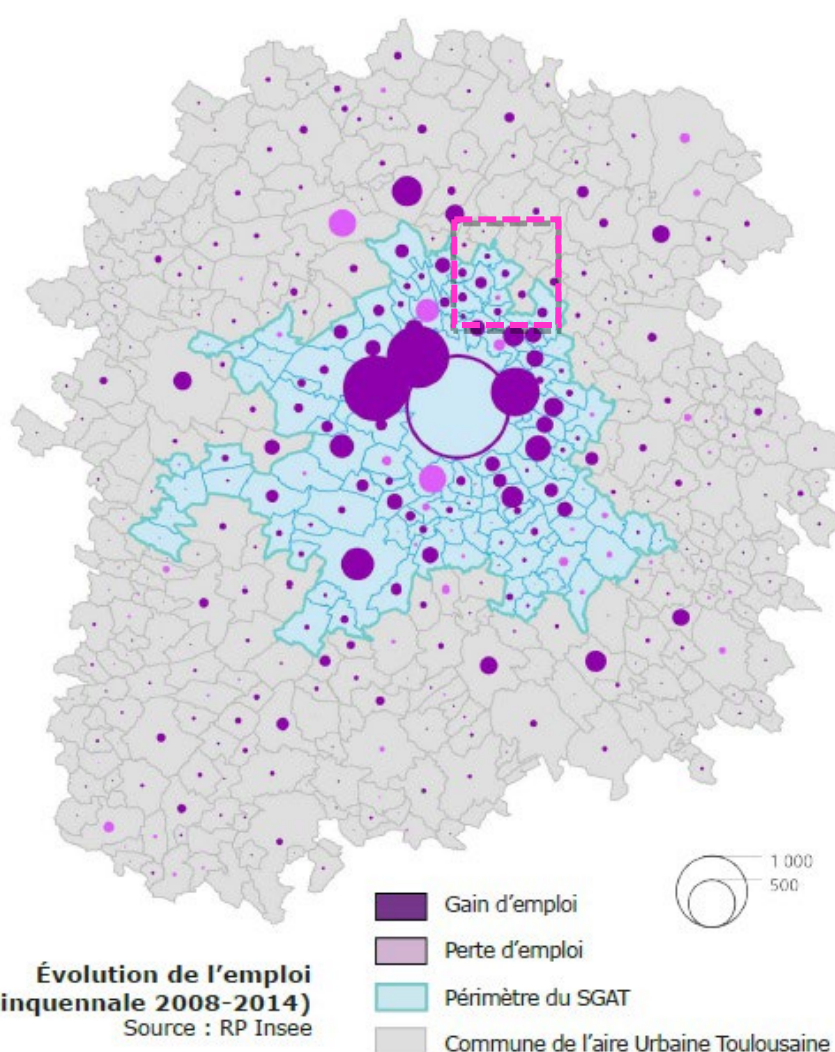 1 000
500
Gain d'emploi
Perte d'emploi
Périmètre du SGAT
Commune de l'aire Urbaine Toulousaine
Évolution de l'emploi
inquennale 2008-2014)
Source : RP Insee